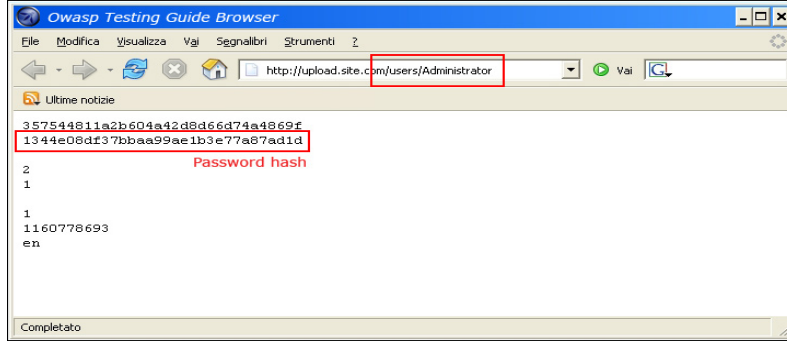 Owasp Testing Guide Browser
File Modifica Visualizza Vai Segnalibri Strumenti ?
http://upload.site.com/users/Administrator Vai G
Ultime notizie
357544811a2b604a42d8d66d74a4869f
1344e08df37bbaa99ae1b3e77a87ad1d
Password hash
2
1
1
1160778693
en
Completato